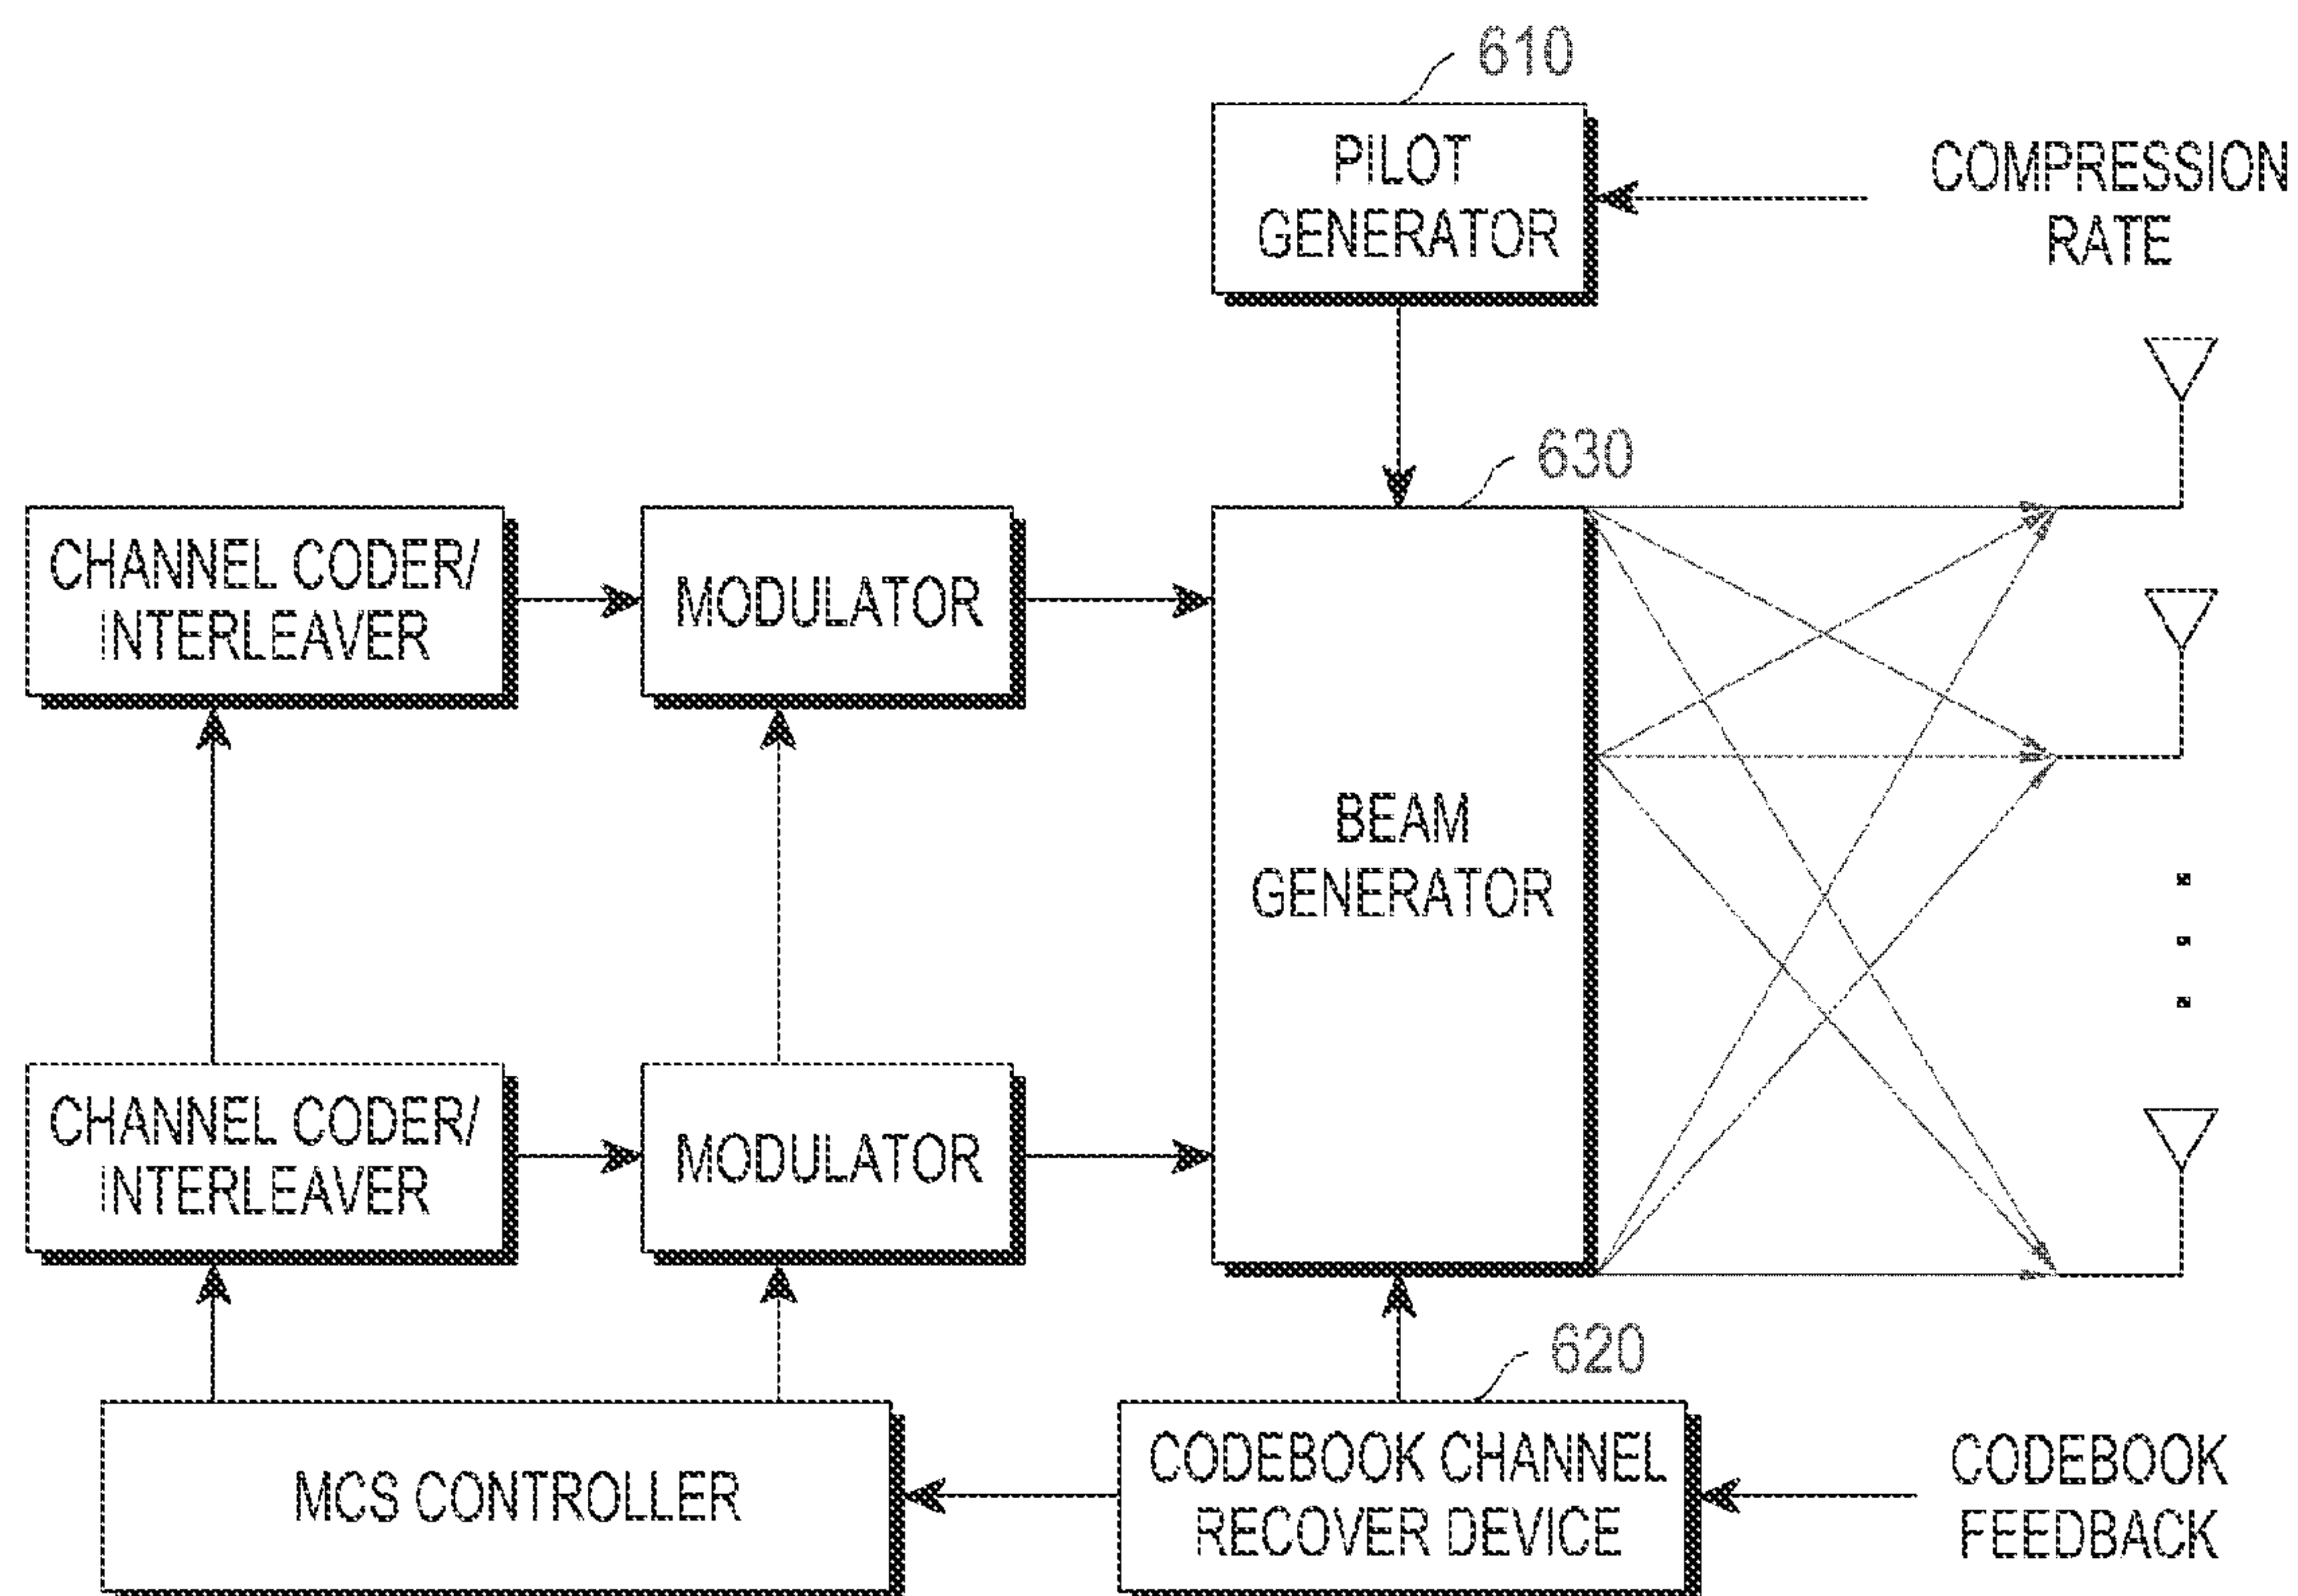 610
PILOT
GENERATOR
COMPRESSION
RATE
630
CHANNEL CODER/
INTERLEAVER
MODULATOR
BEAM
GENERATOR
CHANNEL CODER/
INTERLEAVER
MODULATOR
620
MCS CONTROLLER
CODEBOOK CHANNEL
RECOVER DEVICE
CODEBOOK
FEEDBACK